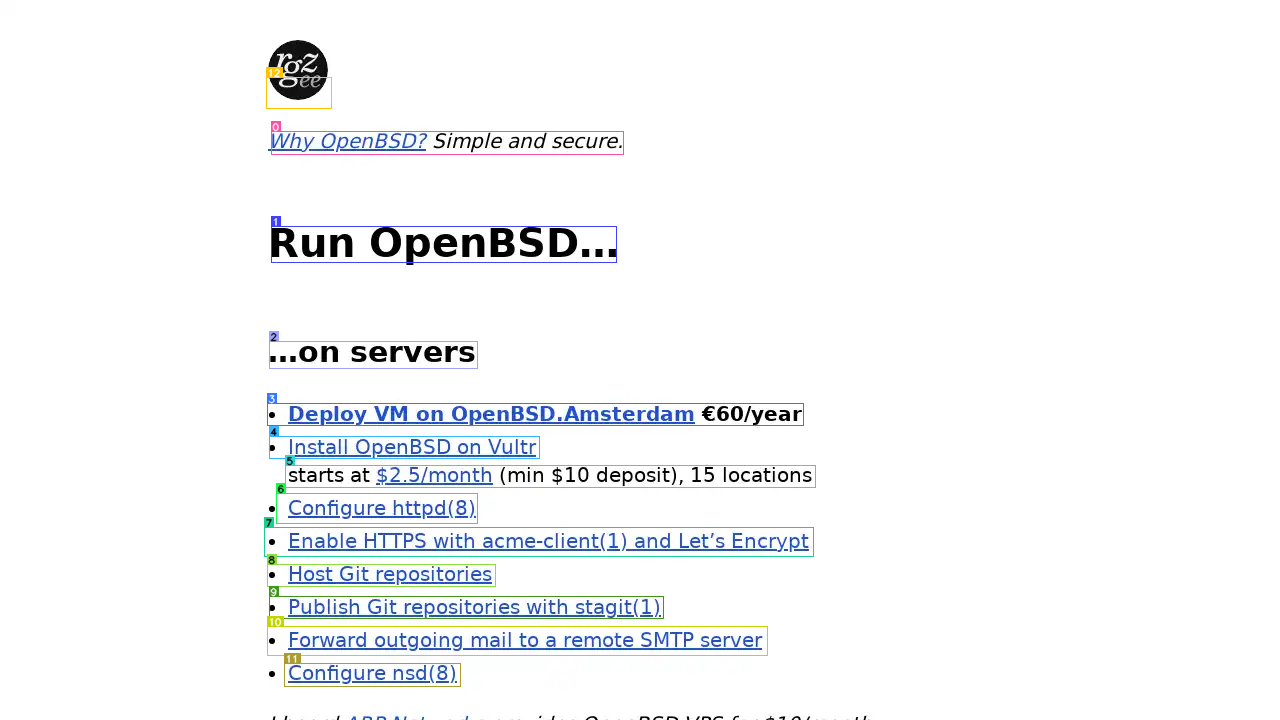 rgz
ee
12
0
Why OpenBSD? Simple and secure.
1
Run OpenBSD…
2
…on servers
3
• Deploy VM on OpenBSD.Amsterdam €60/year
4
• Install OpenBSD on Vultr
5
starts at $2.5/month (min $10 deposit), 15 locations
6
• Configure httpd(8)
7
• Enable HTTPS with acme-client(1) and Let’s Encrypt
8
• Host Git repositories
9
• Publish Git repositories with stagit(1)
10
• Forward outgoing mail to a remote SMTP server
11
• Configure nsd(8)